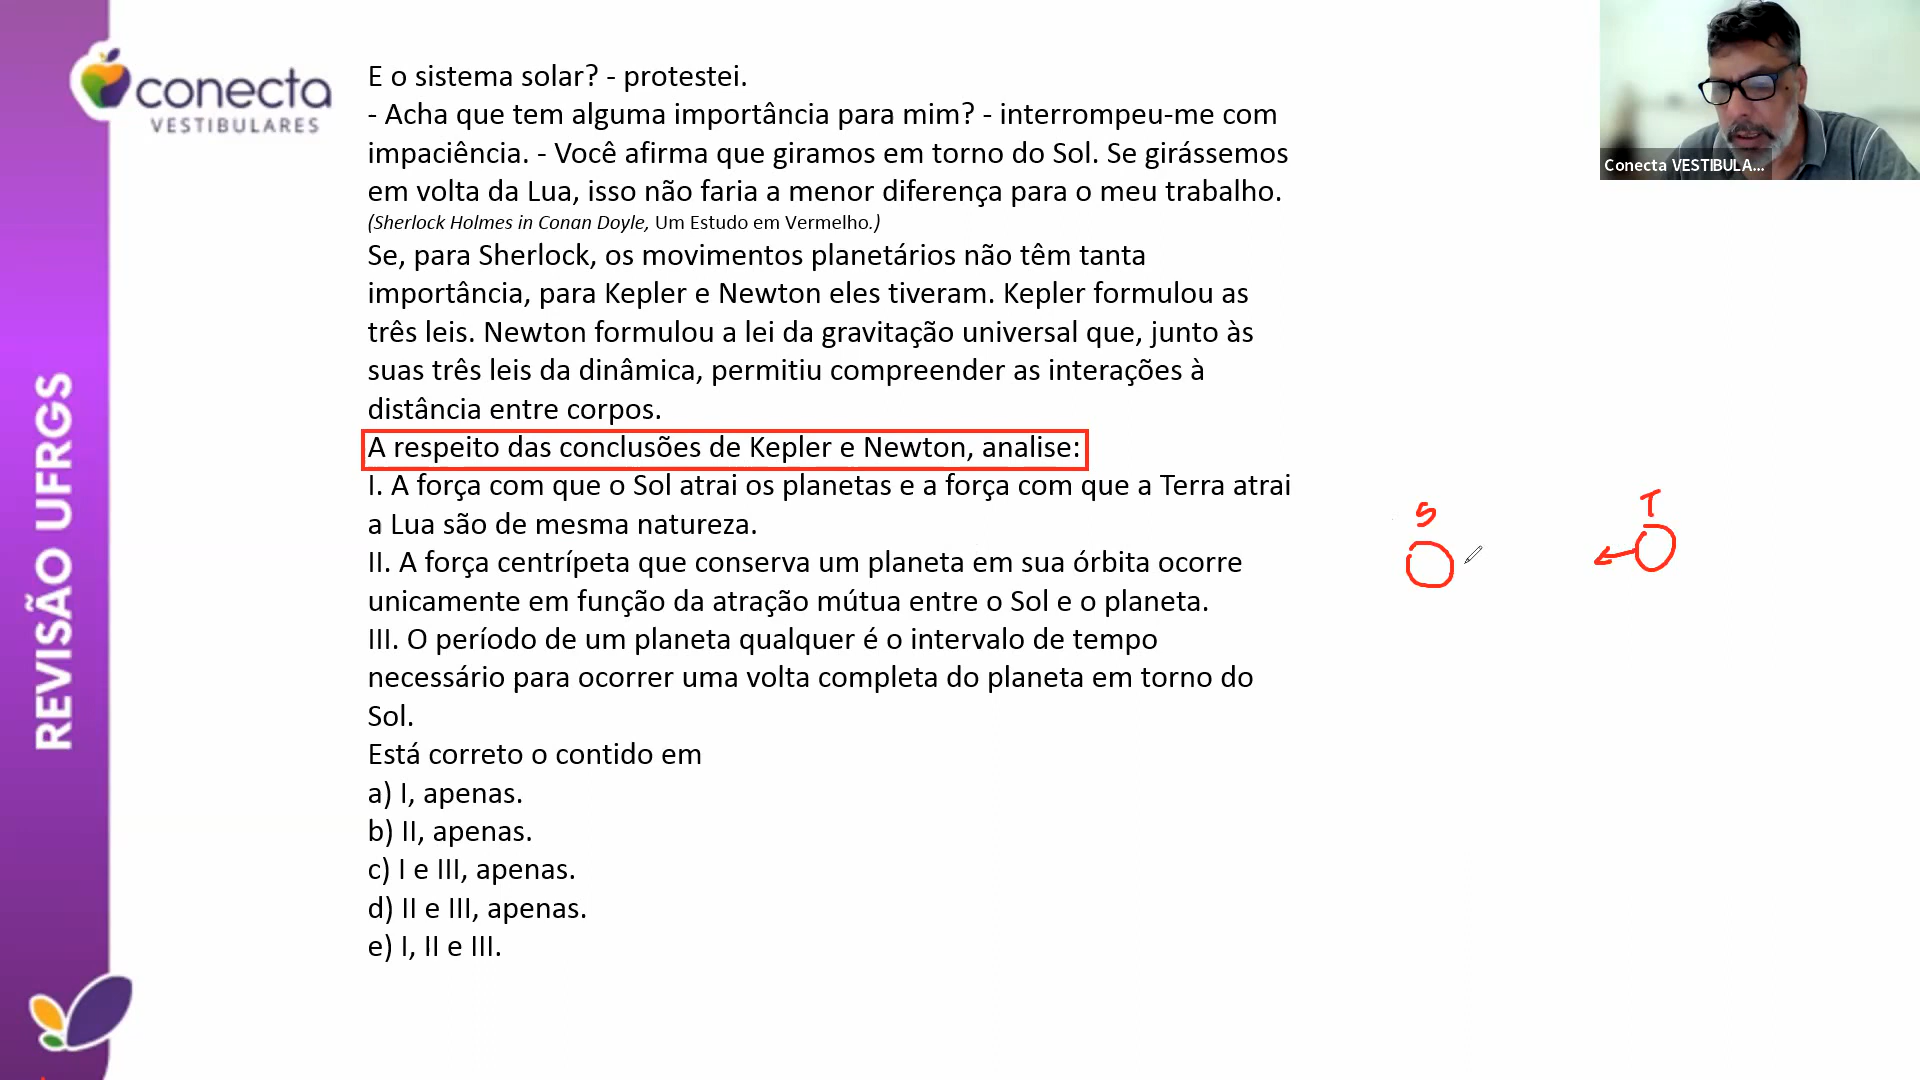 conecta
VESTIBULARES
REVISÃO UFRGS
E o sistema solar? - protestei.
- Acha que tem alguma importância para mim? - interrompeu-me com
impaciência. - Você afirma que giramos em torno do Sol. Se girássemos
em volta da Lua, isso não faria a menor diferença para o meu trabalho.
(Sherlock Holmes in Conan Doyle, Um Estudo em Vermelho.)
Se, para Sherlock, os movimentos planetários não têm tanta
importância, para Kepler e Newton eles tiveram. Kepler formulou as
três leis. Newton formulou a lei da gravitação universal que, junto às
suas três leis da dinâmica, permitiu compreender as interações à
distância entre corpos.
A respeito das conclusões de Kepler e Newton, analise:
I. A força com que o Sol atrai os planetas e a força com que a Terra atrai
a Lua são de mesma natureza.
II. A força centrípeta que conserva um planeta em sua órbita ocorre
unicamente em função da atração mútua entre o Sol e o planeta.
III. O período de um planeta qualquer é o intervalo de tempo
necessário para ocorrer uma volta completa do planeta em torno do
Sol.
Está correto o contido em
a) I, apenas.
b) II, apenas.
c) I e III, apenas.
d) II e III, apenas.
e) I, II e III.
S
T
Conecta VESTIBULA...